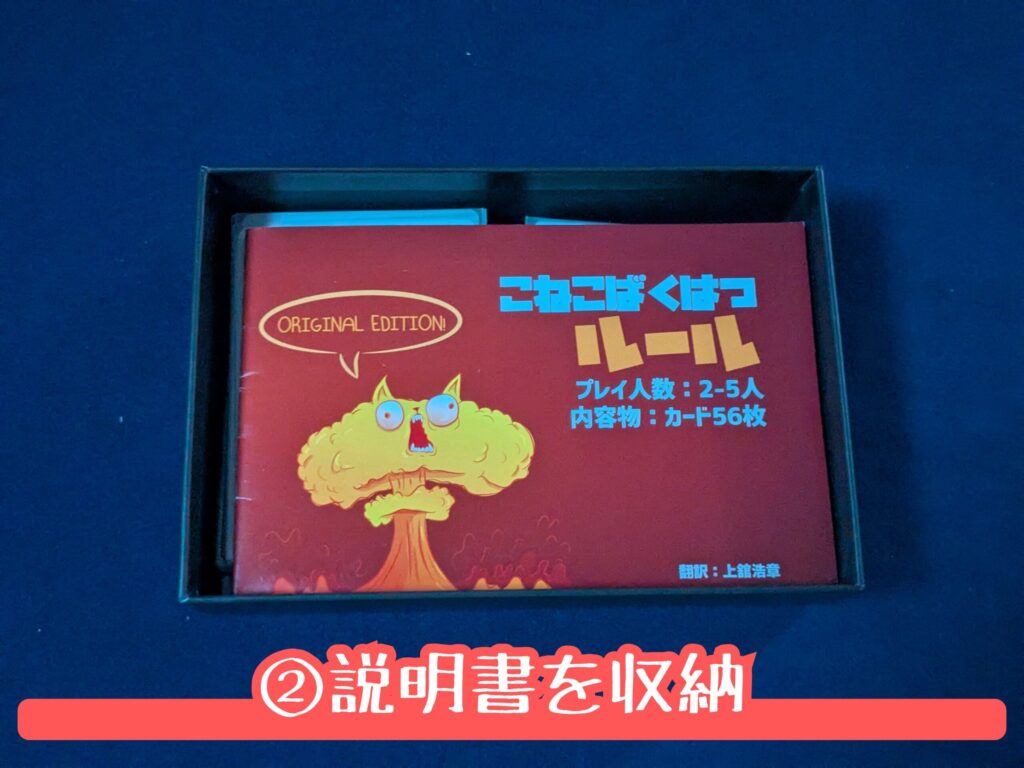 ORIGINAL EDITION!
こねこばくはつ
ルール
プレイ人数：2-5人
内容物：カード56枚
翻訳：上舘浩章
②説明書を収納